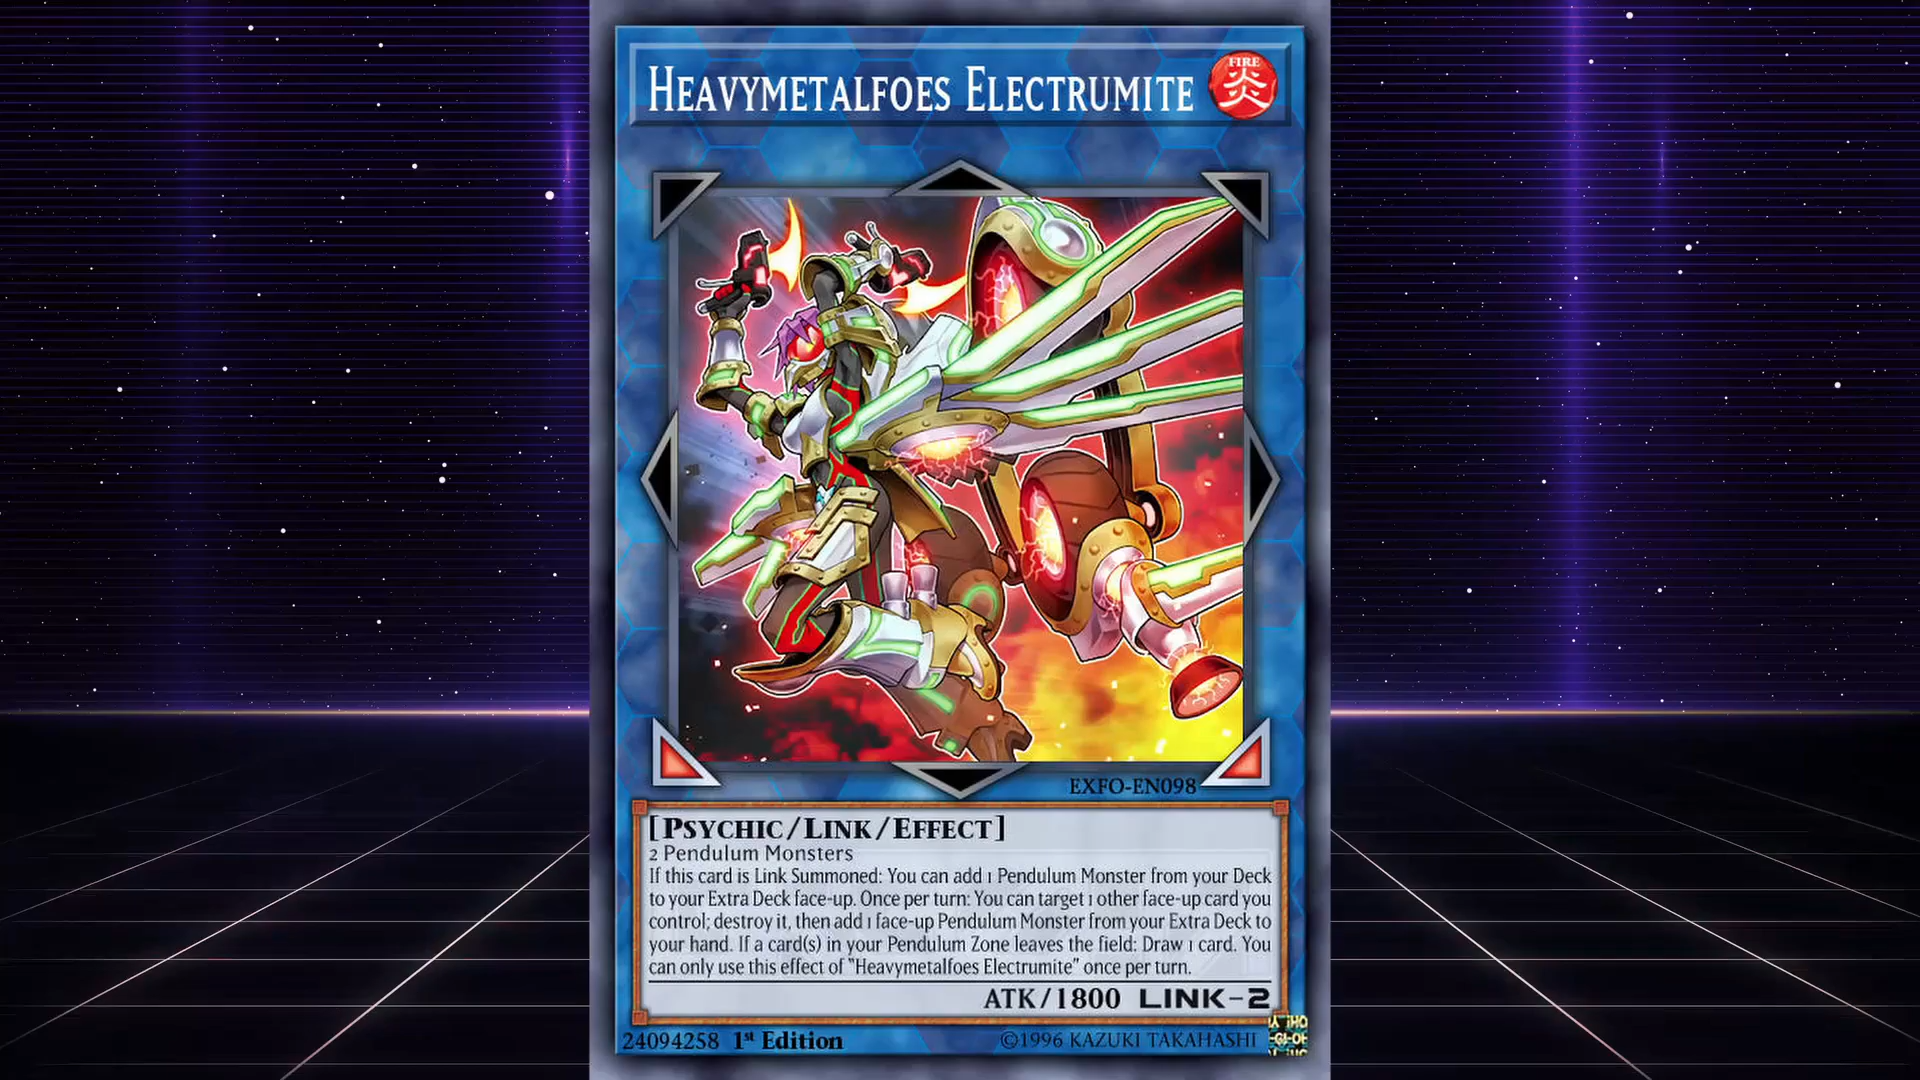 HEAVYMETALFOES ELECTRUMITE
FIRE
炎
EXFO-EN098
[PSYCHIC/LINK/EFFECT]
2 Pendulum Monsters
If this card is Link Summoned: You can add 1 Pendulum Monster from your Deck
to your Extra Deck face-up. Once per turn: You can target 1 other face-up card you
control; destroy it, then add 1 face-up Pendulum Monster from your Extra Deck to
your hand. If a card(s) in your Pendulum Zone leaves the field: Draw 1 card. You
can only use this effect of "Heavymetalfoes Electrumite" once per turn.
ATK/1800 LINK-2
24094258 1st Edition
©1996 KAZUKI TAKAHASHI